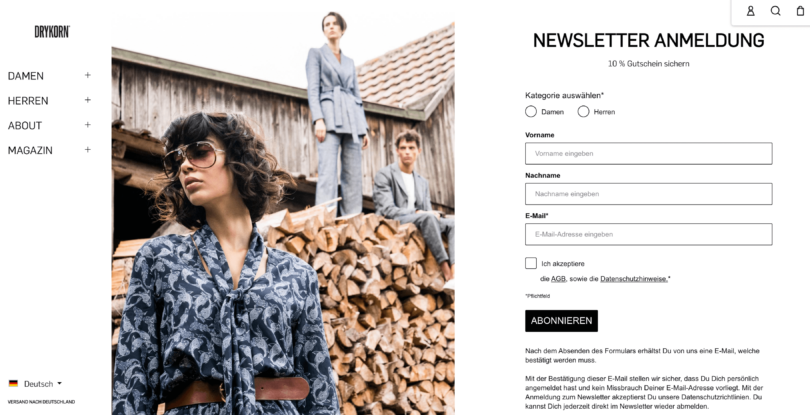 DRYKORN
DAMEN
HERREN
ABOUT
MAGAZIN
Deutsch
VERSAND NACH DEUTSCHLAND
NEWSLETTER ANMELDUNG
10 % Gutschein sichern
Kategorie auswählen*
Damen
Herren
Vorname
Vorname eingeben
Nachname
Nachname eingeben
E-Mail*
E-Mail-Adresse eingeben
Ich akzeptiere
die AGB, sowie die Datenschutzhinweise.*
*Pflichtfeld
ABONNIEREN
Nach dem Absenden des Formulars erhältst Du von uns eine E-Mail, welche
bestätigt werden muss.
Mit der Bestätigung dieser E-Mail stellen wir sicher, dass Du Dich persönlich
angemeldet hast und kein Missbrauch Deiner E-Mail-Adresse vorliegt. Mit der
Anmeldung zum Newsletter akzeptierst Du unsere Datenschutzrichtlinien. Du
kannst Dich jederzeit direkt im Newsletter wieder abmelden.